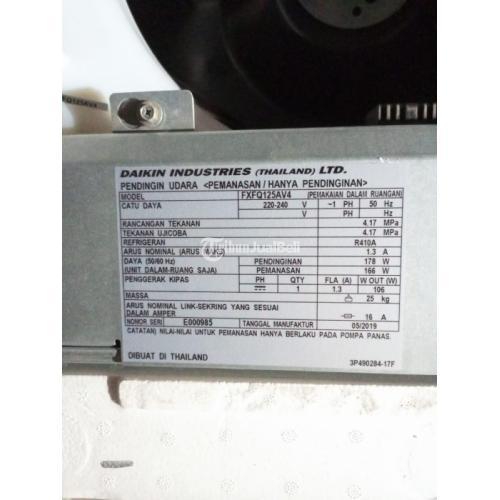 FXFQ125AV4
DAIKIN INDUSTRIES (THAILAND) LTD.
PENDINGIN UDARA <PEMANASAN / HANYA PENDINGINAN>
MODEL FXFQ125AV4 (PEMAKAIAN DALAM RUANGAN)
CATU DAYA 220-240 V ~1 PH 50 Hz
V PH Hz
RANCANGAN TEKANAN 4.17 MPa
TEKANAN UJICOBA 4.17 MPa
REFRIGERAN R410A
ARUS NOMINAL (ARUS MAKS) 1.3 A
DAYA (50/60 Hz) PENDINGINAN 178 W
(UNIT DALAM-RUANG SAJA) PEMANASAN 166 W
PENGGERAK KIPAS PH QTY FLA (A) W OUT (W)
1 1.3 106
MASSA 25 kg
ARUS NOMINAL LINK-SEKRING YANG SESUAI
DALAM AMPER 16 A
NONOR SERI E000985 TANGGAL MANUFAKTUR 05/2019
CATATAN) NILAI-NILAI UNTUK PEMANASAN HANYA BERLAKU PADA POMPA PANAS.
DIBUAT DI THAILAND 3P490284-17F